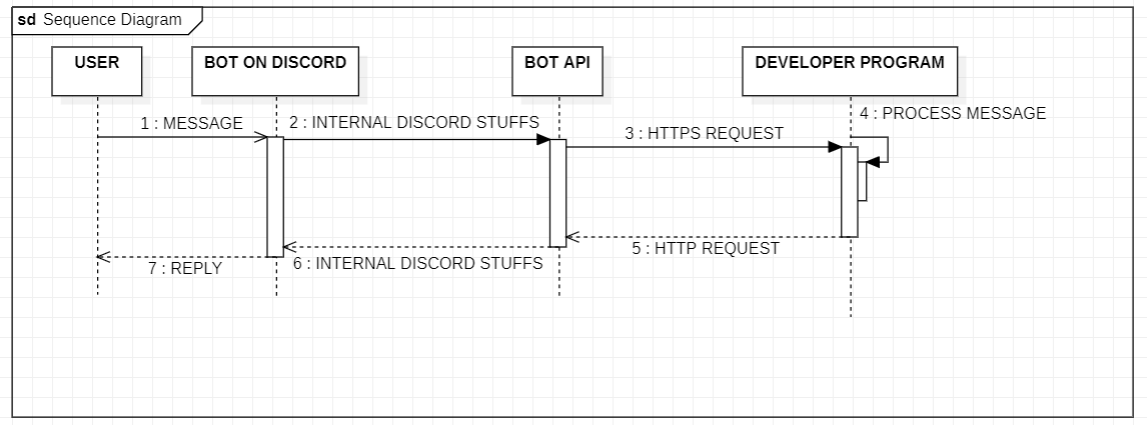 sd Sequence Diagram
USER
BOT ON DISCORD
BOT API
DEVELOPER PROGRAM
4 : PROCESS MESSAGE
1 : MESSAGE
2 : INTERNAL DISCORD STUFFS
3 : HTTPS REQUEST
5 : HTTP REQUEST
6 : INTERNAL DISCORD STUFFS
7 : REPLY